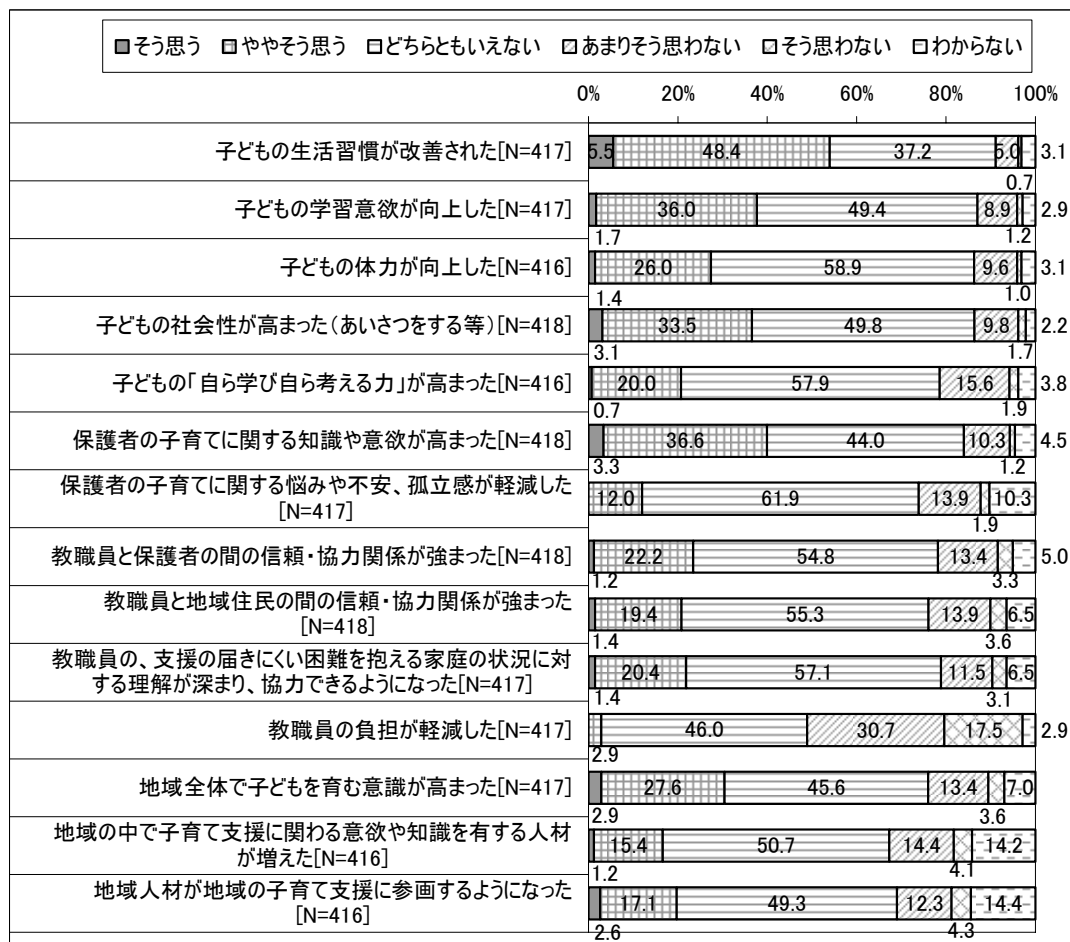 そう思う ややそう思う どちらともいえない あまりそう思わない そう思わない わからない
0% 20% 40% 60% 80% 100%
子どもの生活習慣が改善された[N=417] 5.5 48.4 37.2 5.0 3.1
0.7
子どもの学習意欲が向上した[N=417] 36.0 49.4 8.9 2.9
1.7 1.2
子どもの体力が向上した[N=416] 26.0 58.9 9.6 3.1
1.4 1.0
子どもの社会性が高まった（あいさつをする等）[N=418] 33.5 49.8 9.8 2.2
3.1 1.7
子どもの「自ら学び自ら考える力」が高まった[N=416] 20.0 57.9 15.6 3.8
0.7 1.9
保護者の子育てに関する知識や意欲が高まった[N=418] 36.6 44.0 10.3 4.5
3.3 1.2
保護者の子育てに関する悩みや不安、孤立感が軽減した
[N=417] 12.0 61.9 13.9 10.3
1.9
教職員と保護者の間の信頼・協力関係が強まった[N=418] 22.2 54.8 13.4 5.0
1.2 3.3
教職員と地域住民の間の信頼・協力関係が強まった
[N=418] 19.4 55.3 13.9 6.5
1.4 3.6
教職員の、支援の届きにくい困難を抱える家庭の状況に対
する理解が深まり、協力できるようになった[N=417] 20.4 57.1 11.5 6.5
1.4 3.1
教職員の負担が軽減した[N=417] 46.0 30.7 17.5 2.9
2.9
地域全体で子どもを育む意識が高まった[N=417] 27.6 45.6 13.4 7.0
2.9 3.6
地域の中で子育て支援に関わる意欲や知識を有する人材
が増えた[N=416] 15.4 50.7 14.4 14.2
1.2 4.1
地域人材が地域の子育て支援に参画するようになった
[N=416] 17.1 49.3 12.3 14.4
2.6 4.3